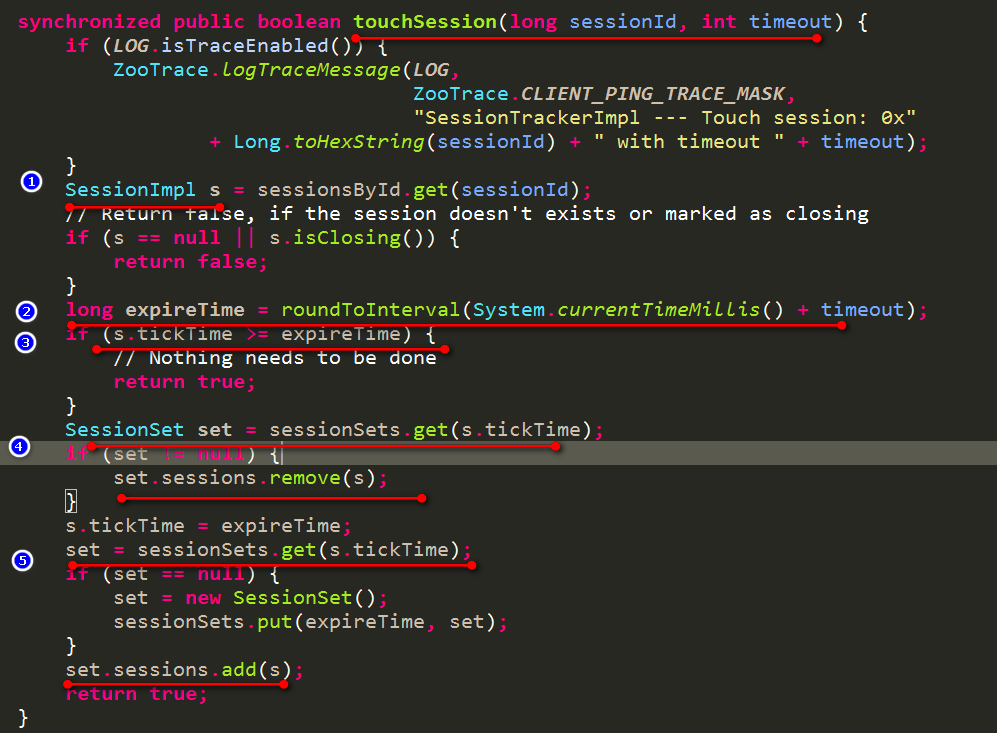 synchronized public boolean touchSession(long sessionId, int timeout) {
if (LOG.isTraceEnabled()) {
ZooTrace.logTraceMessage(LOG,
ZooTrace.CLIENT_PING_TRACE_MASK,
"SessionTrackerImpl --- Touch session: 0x"
+ Long.toHexString(sessionId) + " with timeout " + timeout);
}
1 SessionImpl s = sessionsById.get(sessionId);
// Return false, if the session doesn't exists or marked as closing
if (s == null || s.isClosing()) {
return false;
}
2 long expireTime = roundToInterval(System.currentTimeMillis() + timeout);
3 if (s.tickTime >= expireTime) {
// Nothing needs to be done
return true;
}
SessionSet set = sessionSets.get(s.tickTime);
4 if (set != null) {
set.sessions.remove(s);
}
s.tickTime = expireTime;
set = sessionSets.get(s.tickTime);
5 if (set == null) {
set = new SessionSet();
sessionSets.put(expireTime, set);
}
set.sessions.add(s);
return true;
}